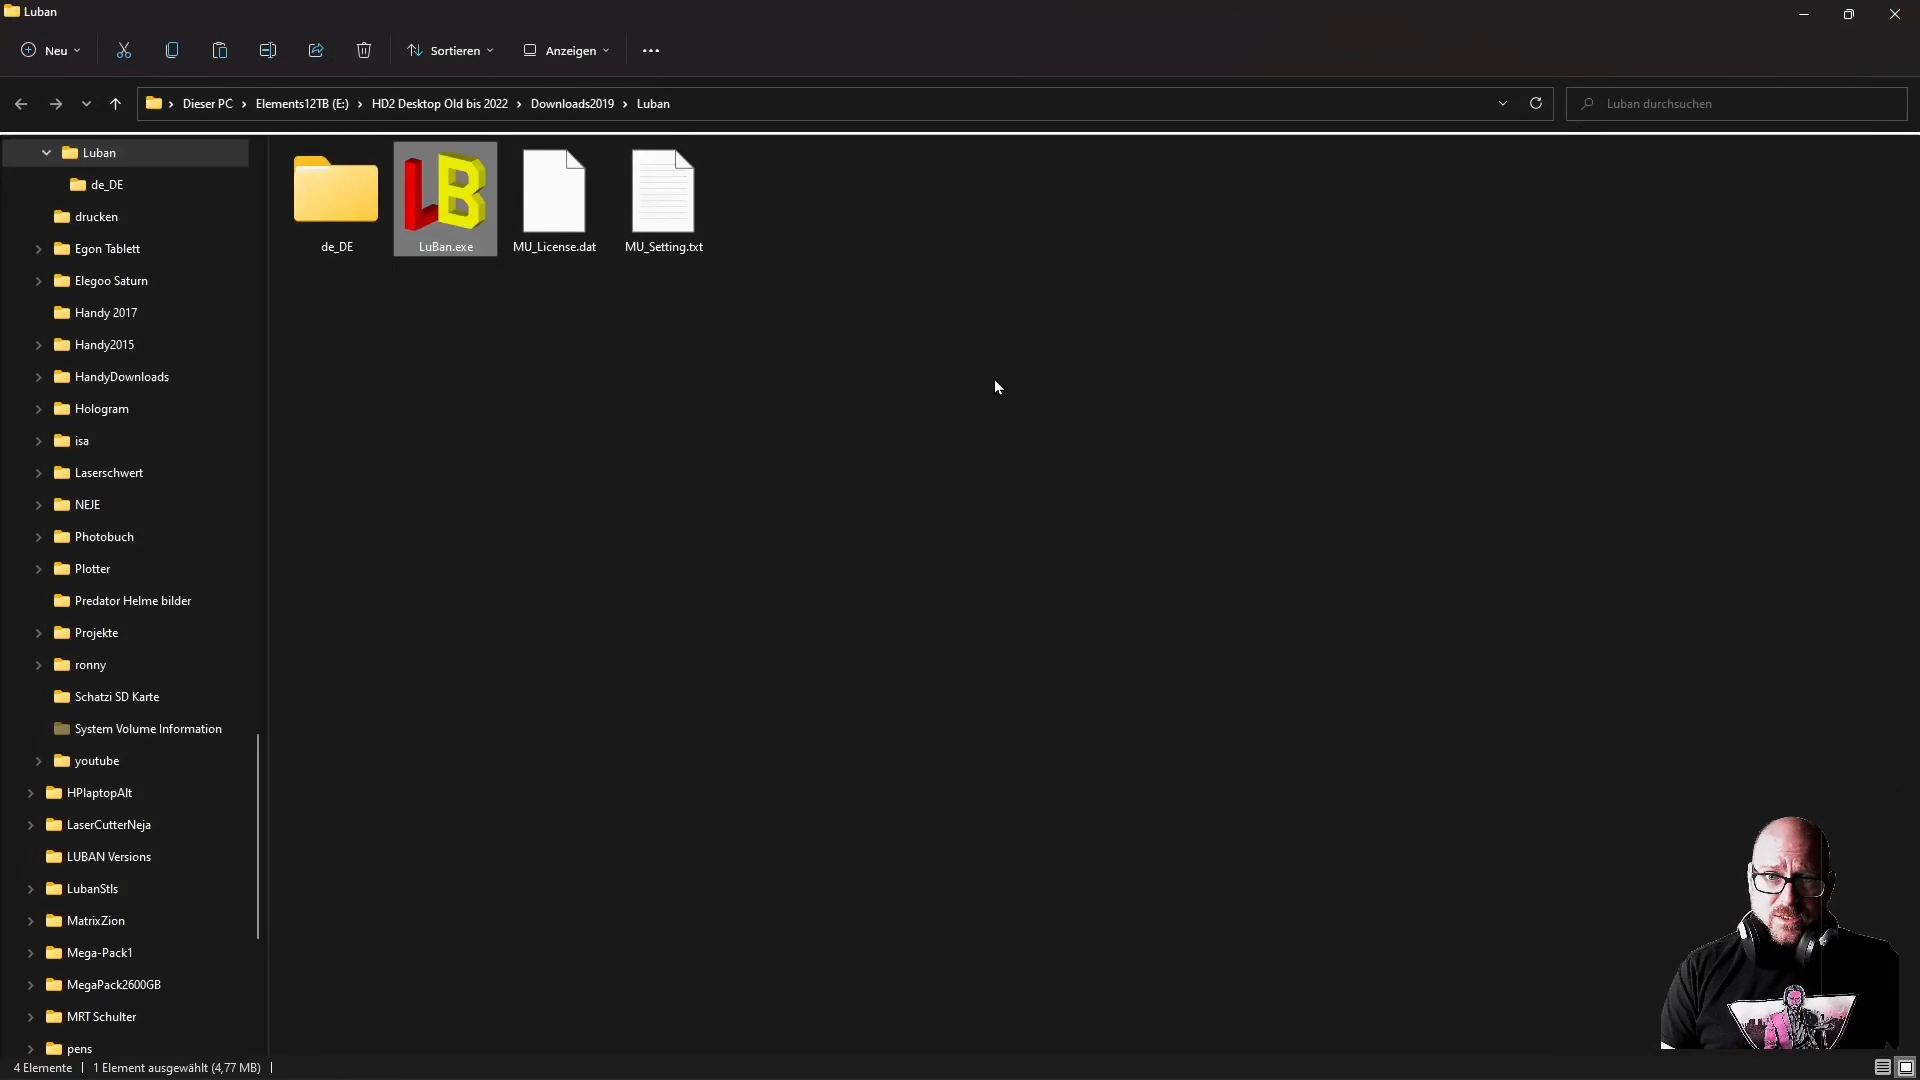 Luban
Neu
Sortieren
Anzeigen
Dieser PC
Elements12TB (E:)
HD2 Desktop Old bis 2022
Downloads2019
Luban
Luban durchsuchen
Luban
de_DE
drucken
Egon Tablett
Elegoo Saturn
Handy 2017
Handy2015
HandyDownloads
Hologram
isa
Laserschwert
NEJE
Photobuch
Plotter
Predator Helme bilder
Projekte
ronny
Schatzi SD Karte
System Volume Information
youtube
HPlaptopAlt
LaserCutterNeja
LUBAN Versions
LubanStls
MatrixZion
Mega-Pack1
MegaPack2600GB
MRT Schulter
pens
LB
de_DE
LuBan.exe
MU_License.dat
MU_Setting.txt
4 Elemente
1 Element ausgewählt (4,77 MB)